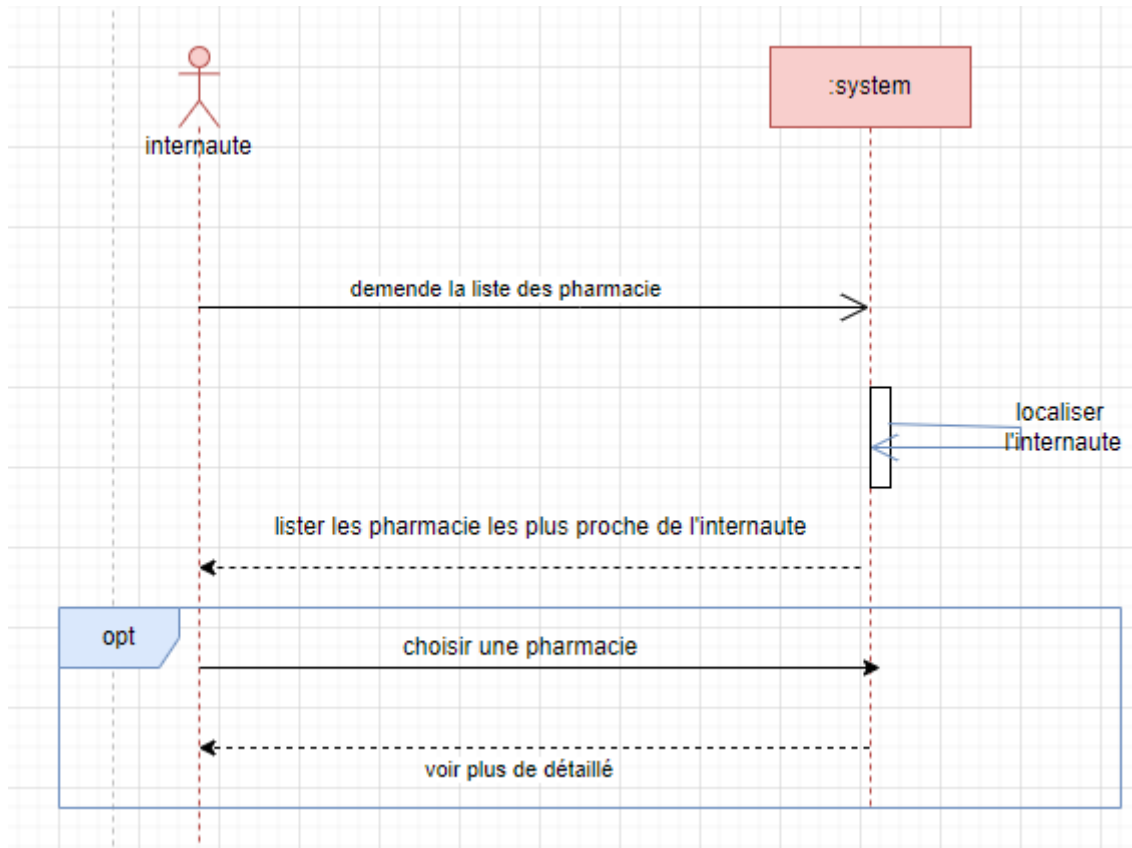 internaute
:system
demende la liste des pharmacie
localiser
l'internaute
lister les pharmacie les plus proche de l'internaute
opt
choisir une pharmacie
voir plus de détaillé